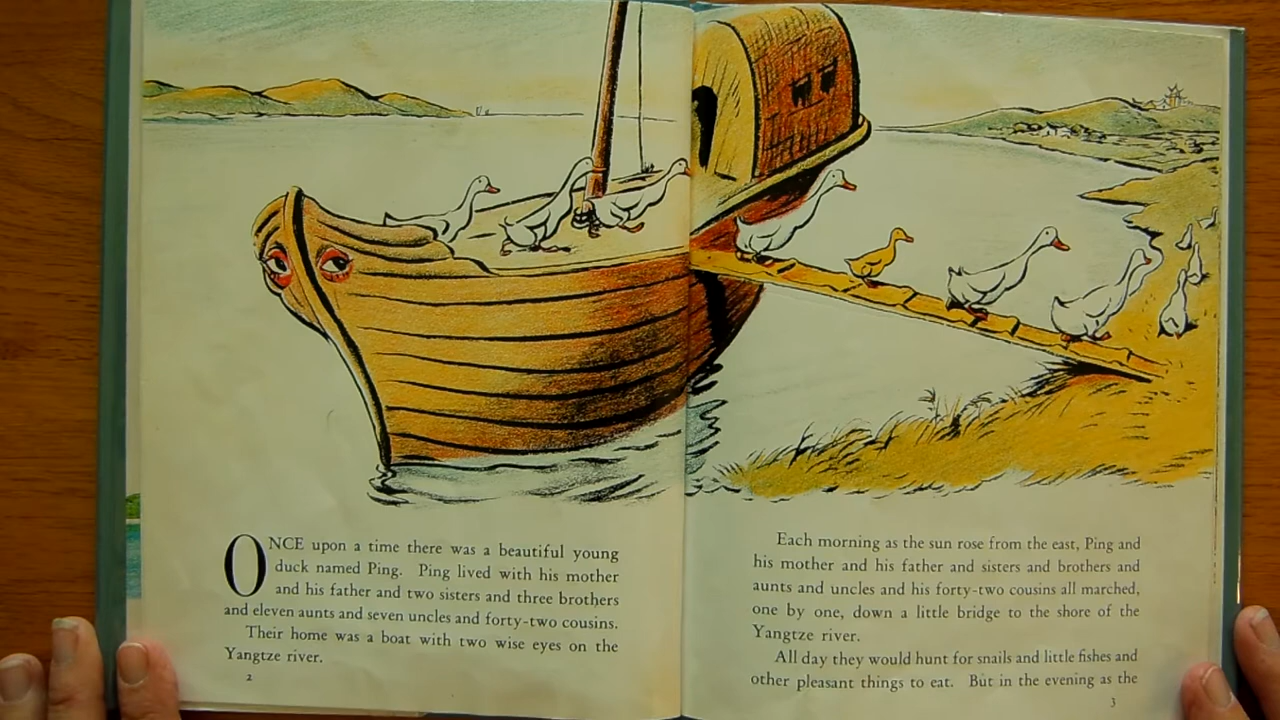 ONCE upon a time there was a beautiful young
duck named Ping. Ping lived with his mother
and his father and two sisters and three brothers
and eleven aunts and seven uncles and forty-two cousins.
Their home was a boat with two wise eyes on the
Yangtze river.
2
Each morning as the sun rose from the east, Ping and
his mother and his father and sisters and brothers and
aunts and uncles and his forty-two cousins all marched,
one by one, down a little bridge to the shore of the
Yangtze river.
All day they would hunt for snails and little fishes and
other pleasant things to eat. But in the evening as the
3